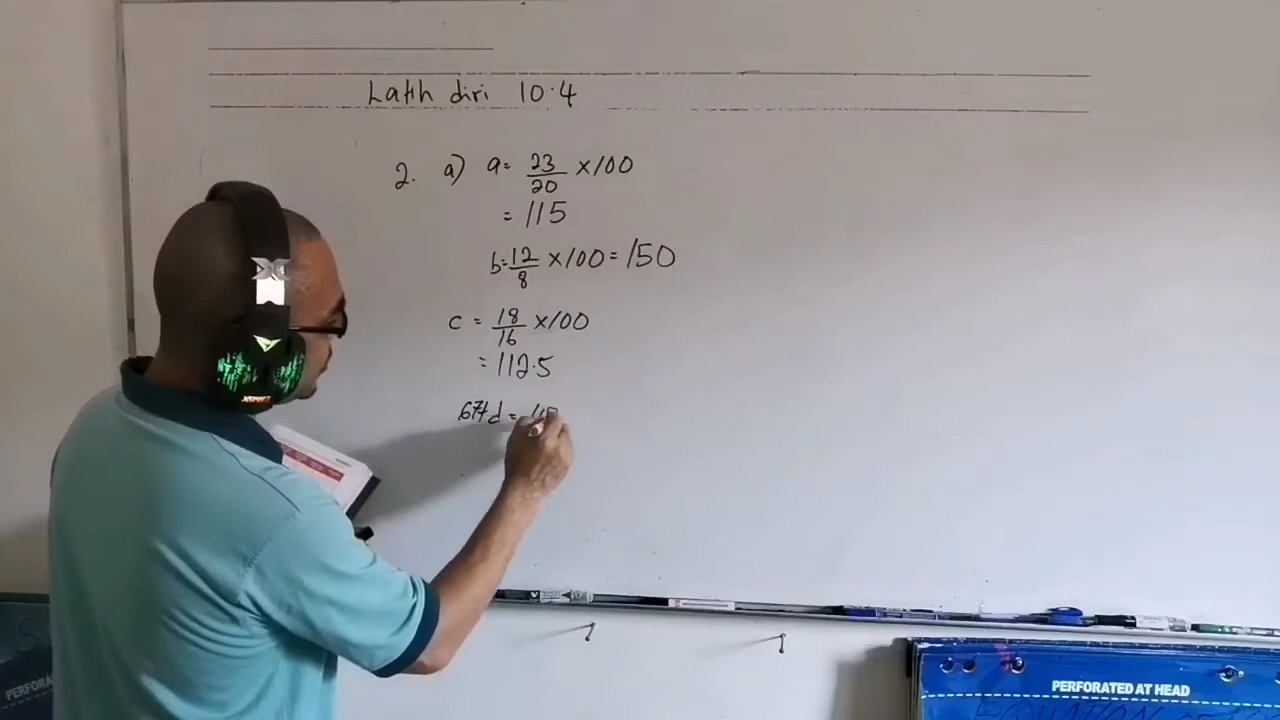 Latih diri 10.4
2. a) a = 23/20 × 100
= 115
b = 12/8 × 100 = 150
c = 18/16 × 100
= 112.5
67+d =
PERFORATED AT HEAD